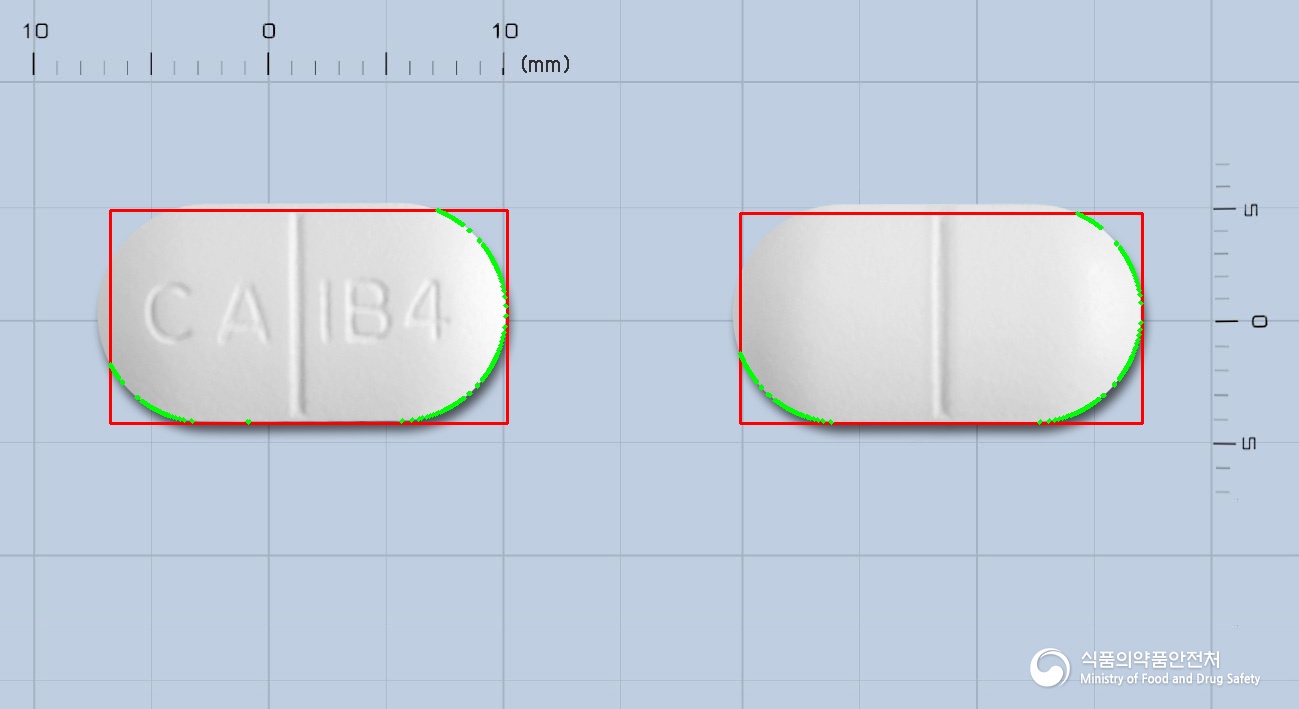 10 0 10
(mm)
CA IB4
5
0
5
식품의약품안전처
Ministry of Food and Drug Safety